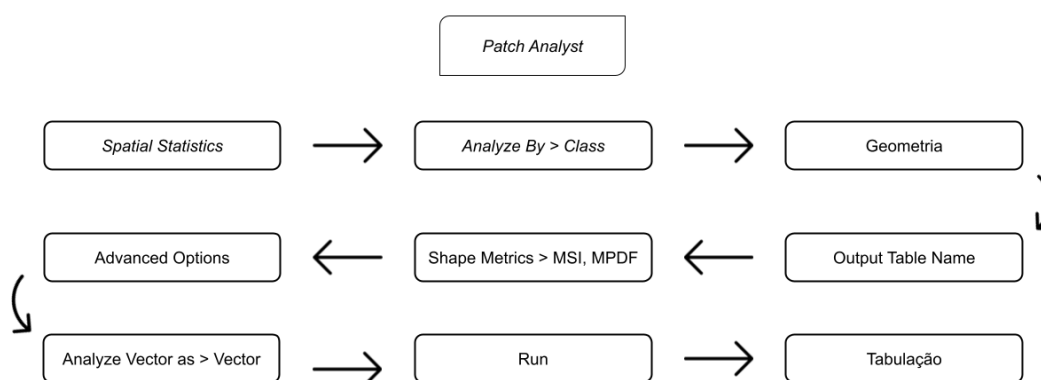 Patch Analyst
Spatial Statistics
Analyze By > Class
Geometria
Advanced Options
Shape Metrics > MSI, MPDF
Output Table Name
Analyze Vector as > Vector
Run
Tabulação